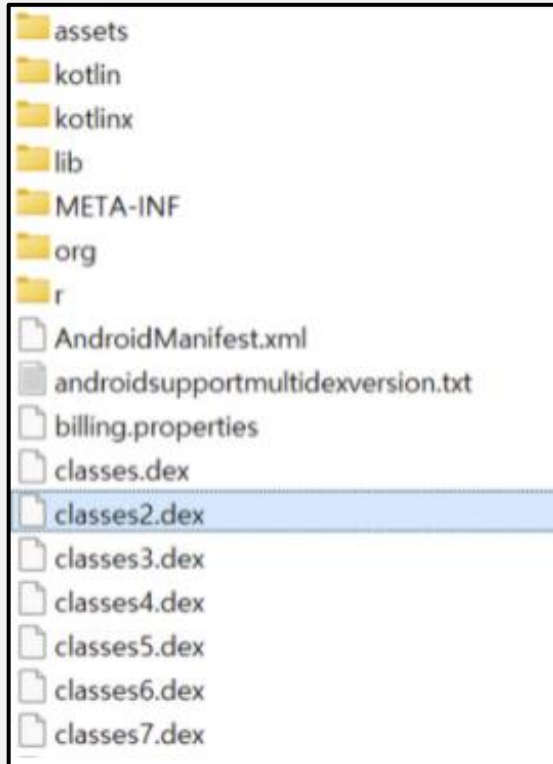 assets
kotlin
kotlinx
lib
META-INF
org
r
AndroidManifest.xml
androidsupportmultidexversion.txt
billing.properties
classes.dex
classes2.dex
classes3.dex
classes4.dex
classes5.dex
classes6.dex
classes7.dex